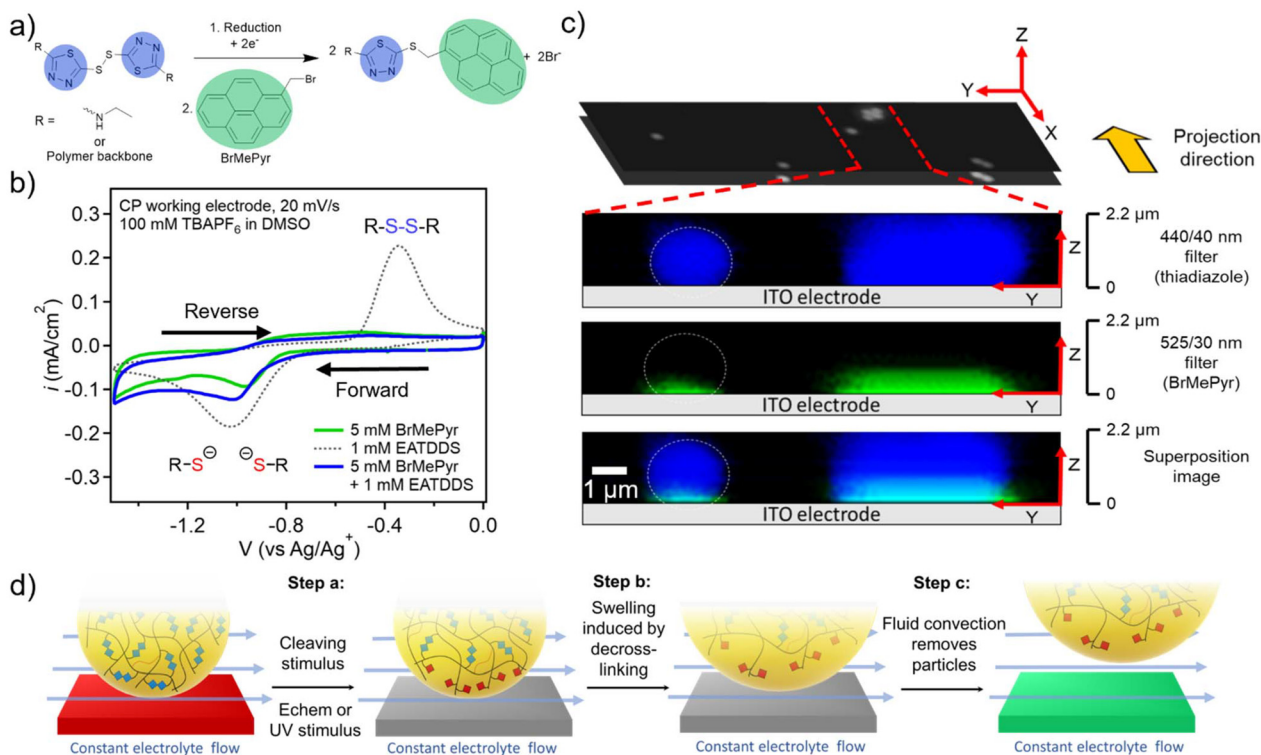 a)
R
S
N
N
S
S
N
N
S
R
1. Reduction
+ 2e⁻
2.
Br
BrMePyr
2
R
S
N
N
S
+ 2Br⁻
R =
N
H
or
Polymer backbone
b)
CP working electrode, 20 mV/s
100 mM TBAPF₆ in DMSO
R-S-S-R
Reverse
Forward
R-S⊖ ⊖S-R
5 mM BrMePyr
1 mM EATDDS
5 mM BrMePyr
+ 1 mM EATDDS
0.3
0.2
0.1
0.0
-0.1
-0.2
-0.3
i (mA/cm²)
-1.2
-0.8
-0.4
0.0
V (vs Ag/Ag⁺)
c)
Z
Y
X
Projection
direction
2.2 μm
Z
0
440/40 nm
filter
(thiadiazole)
ITO electrode
Y
2.2 μm
Z
0
525/30 nm
filter
(BrMePyr)
ITO electrode
Y
2.2 μm
Z
0
Superposition
image
1 μm
ITO electrode
Y
d)
Step a:
Cleaving
stimulus
Echem or
UV stimulus
Step b:
Swelling
induced by
decross-
linking
Step c:
Fluid convection
removes
particles
Constant electrolyte flow
Constant electrolyte flow
Constant electrolyte flow
Constant electrolyte flow